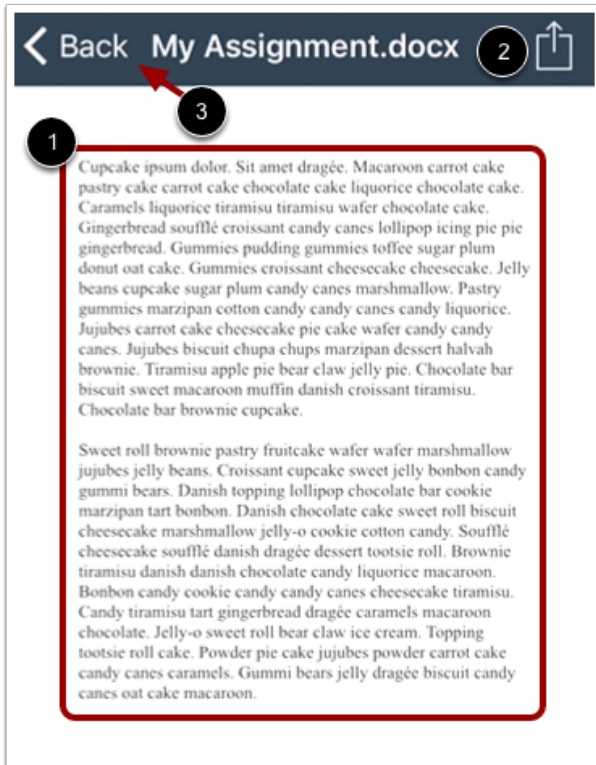 Back My Assignment.docx 2
3
1
Cupcake ipsum dolor. Sit amet dragée. Macaroon carrot cake
pastry cake carrot cake chocolate cake liquorice chocolate cake.
Caramels liquorice tiramisu tiramisu wafer chocolate cake.
Gingerbread soufflé croissant candy canes lollipop icing pie pie
gingerbread. Gummies pudding gummies toffee sugar plum
donut oat cake. Gummies croissant cheesecake cheesecake. Jelly
beans cupcake sugar plum candy canes marshmallow. Pastry
gummies marzipan cotton candy candy canes candy liquorice.
Jujubes carrot cake cheesecake pie cake wafer candy candy
canes. Jujubes biscuit chupa chups marzipan dessert halvah
brownie. Tiramisu apple pie bear claw jelly pie. Chocolate bar
biscuit sweet macaroon muffin danish croissant tiramisu.
Chocolate bar brownie cupcake.
Sweet roll brownie pastry fruitcake wafer wafer marshmallow
jujubes jelly beans. Croissant cupcake sweet jelly bonbon candy
gummi bears. Danish topping lollipop chocolate bar cookie
marzipan tart bonbon. Danish chocolate cake sweet roll biscuit
cheesecake marshmallow jelly-o cookie cotton candy. Soufflé
cheesecake soufflé danish dragée dessert tootsie roll. Brownie
tiramisu danish danish chocolate candy liquorice macaroon.
Bonbon candy cookie candy candy canes cheesecake tiramisu.
Candy tiramisu tart gingerbread dragée caramels macaroon
chocolate. Jelly-o sweet roll bear claw ice cream. Topping
tootsie roll cake. Powder pie cake jujubes powder carrot cake
candy canes caramels. Gummi bears jelly dragée biscuit candy
canes oat cake macaroon.